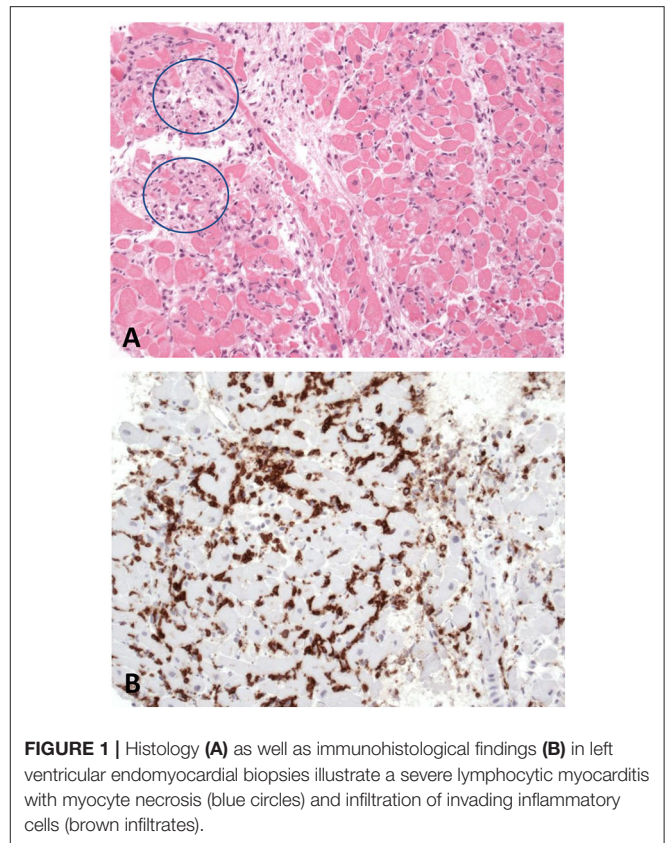 A
B
FIGURE 1 | Histology (A) as well as immunohistological findings (B) in left
ventricular endomyocardial biopsies illustrate a severe lymphocytic myocarditis
with myocyte necrosis (blue circles) and infiltration of invading inflammatory
cells (brown infiltrates).